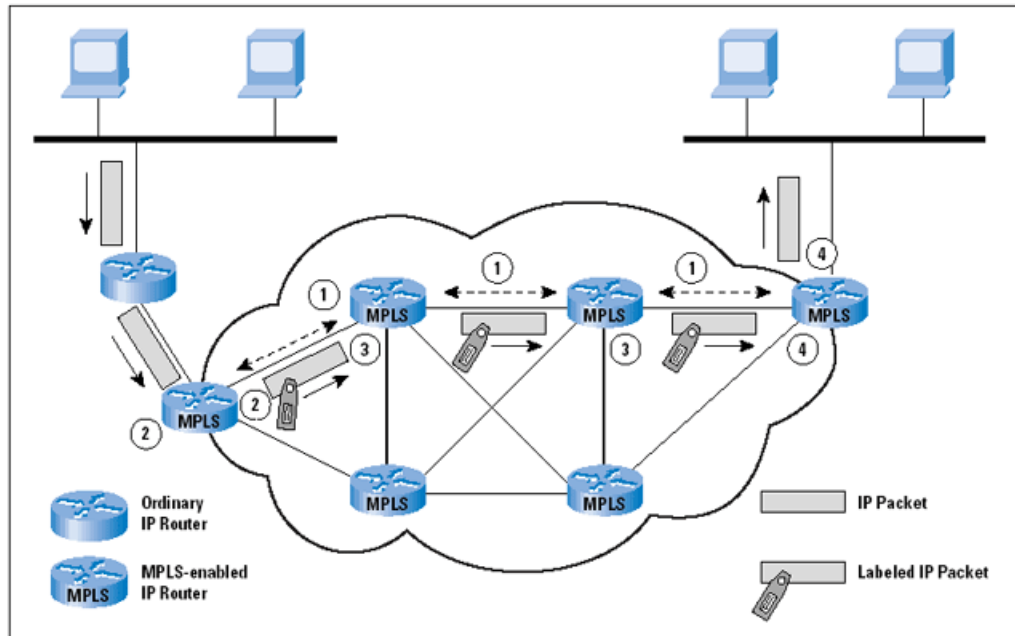 1
1
4
1
MPLS
MPLS
MPLS
3
3
4
2
MPLS
2
MPLS
MPLS
Ordinary
IP Router
IP Packet
MPLS
MPLS-enabled
IP Router
Labeled IP Packet